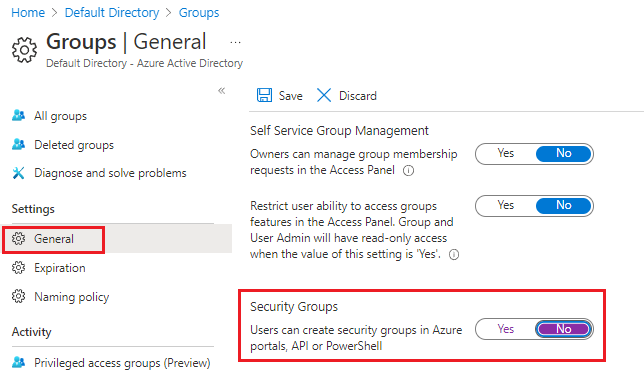 Home > Default Directory > Groups
Groups | General ...
Default Directory - Azure Active Directory
«
Save Discard
All groups
Deleted groups
Diagnose and solve problems
Settings
General
Expiration
Naming policy
Activity
Privileged access groups (Preview)
Self Service Group Management
Owners can manage group membership
requests in the Access Panel
Yes No
Restrict user ability to access groups
features in the Access Panel. Group and
User Admin will have read-only access
when the value of this setting is 'Yes'.
Yes No
Security Groups
Users can create security groups in Azure
portals, API or PowerShell
Yes No